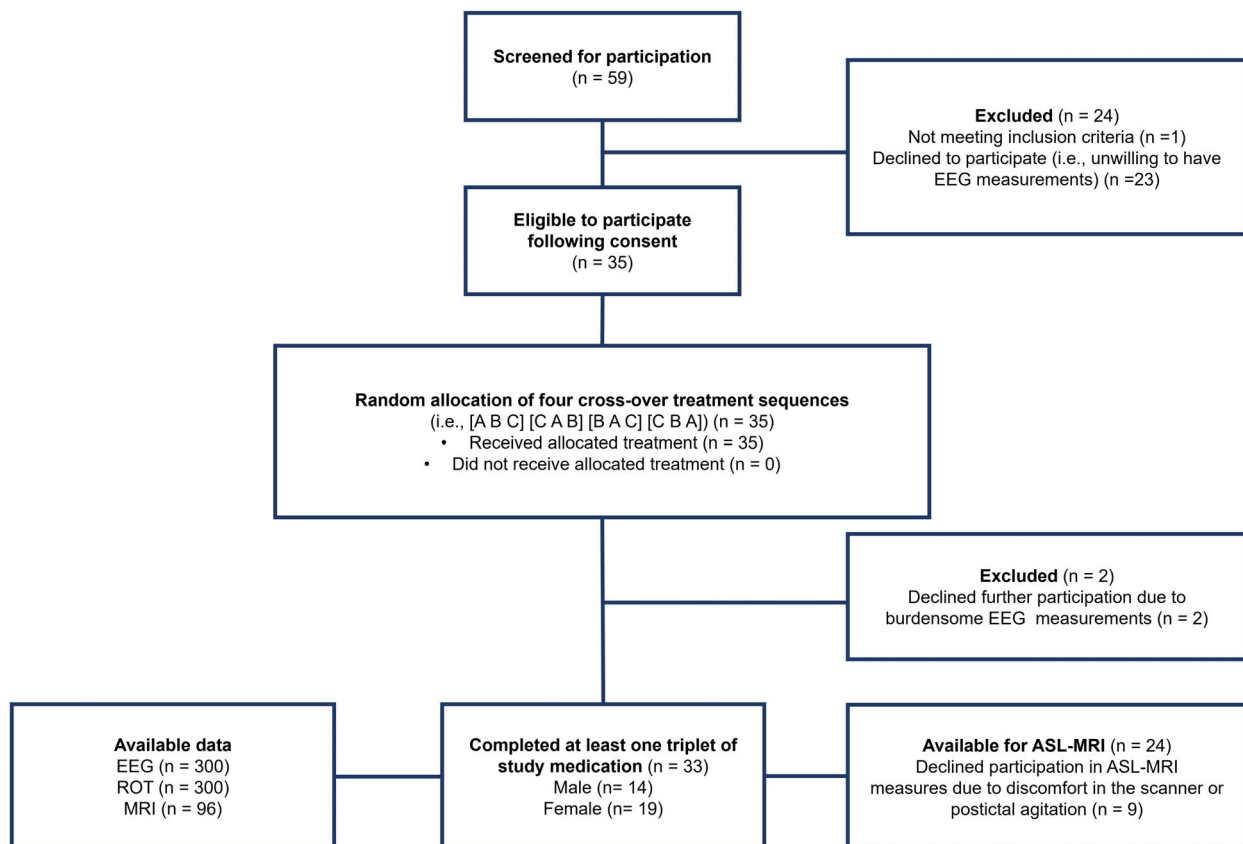 Screened for participation
(n = 59)
Excluded (n = 24)
Not meeting inclusion criteria (n =1)
Declined to participate (i.e., unwilling to have
EEG measurements) (n =23)
Eligible to participate
following consent
(n = 35)
Random allocation of four cross-over treatment sequences
(i.e., [A B C] [C A B] [B A C] [C B A]) (n = 35)
• Received allocated treatment (n = 35)
• Did not receive allocated treatment (n = 0)
Excluded (n = 2)
Declined further participation due to
burdensome EEG measurements (n = 2)
Available data
EEG (n = 300)
ROT (n = 300)
MRI (n = 96)
Completed at least one triplet of
study medication (n = 33)
Male (n= 14)
Female (n= 19)
Available for ASL-MRI (n = 24)
Declined participation in ASL-MRI
measures due to discomfort in the scanner or
postictal agitation (n = 9)